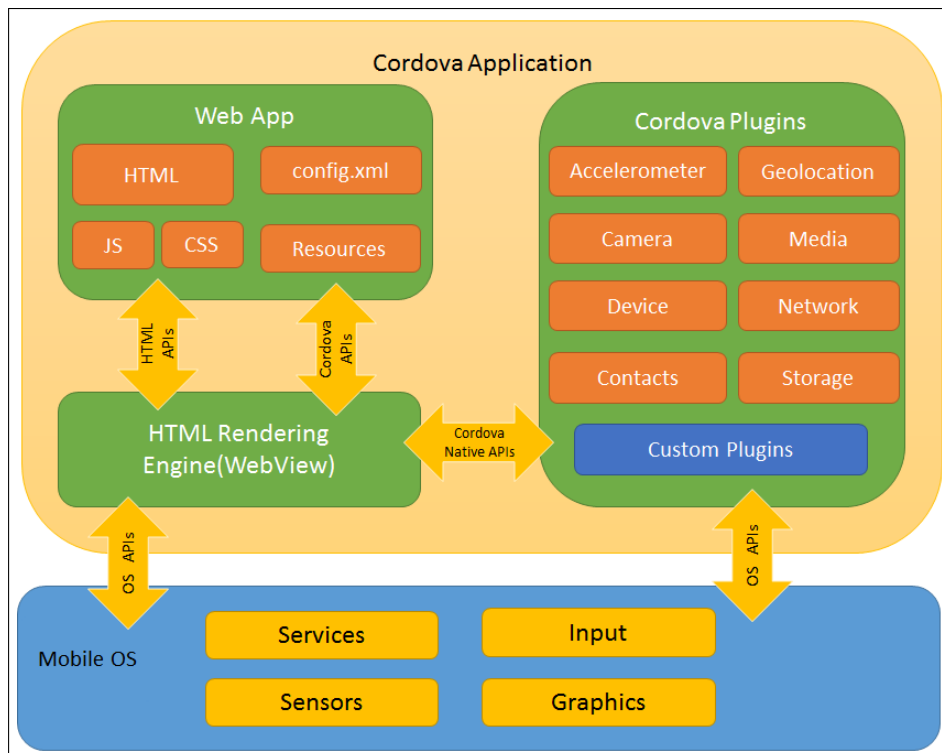 Cordova Application
Web App
HTML
config.xml
JS
CSS
Resources
HTML
APIs
Cordova
APIs
HTML Rendering
Engine(WebView)
Cordova
Native APIs
Cordova Plugins
Accelerometer
Geolocation
Camera
Media
Device
Network
Contacts
Storage
Custom Plugins
OS APIs
OS APIs
Mobile OS
Services
Input
Sensors
Graphics